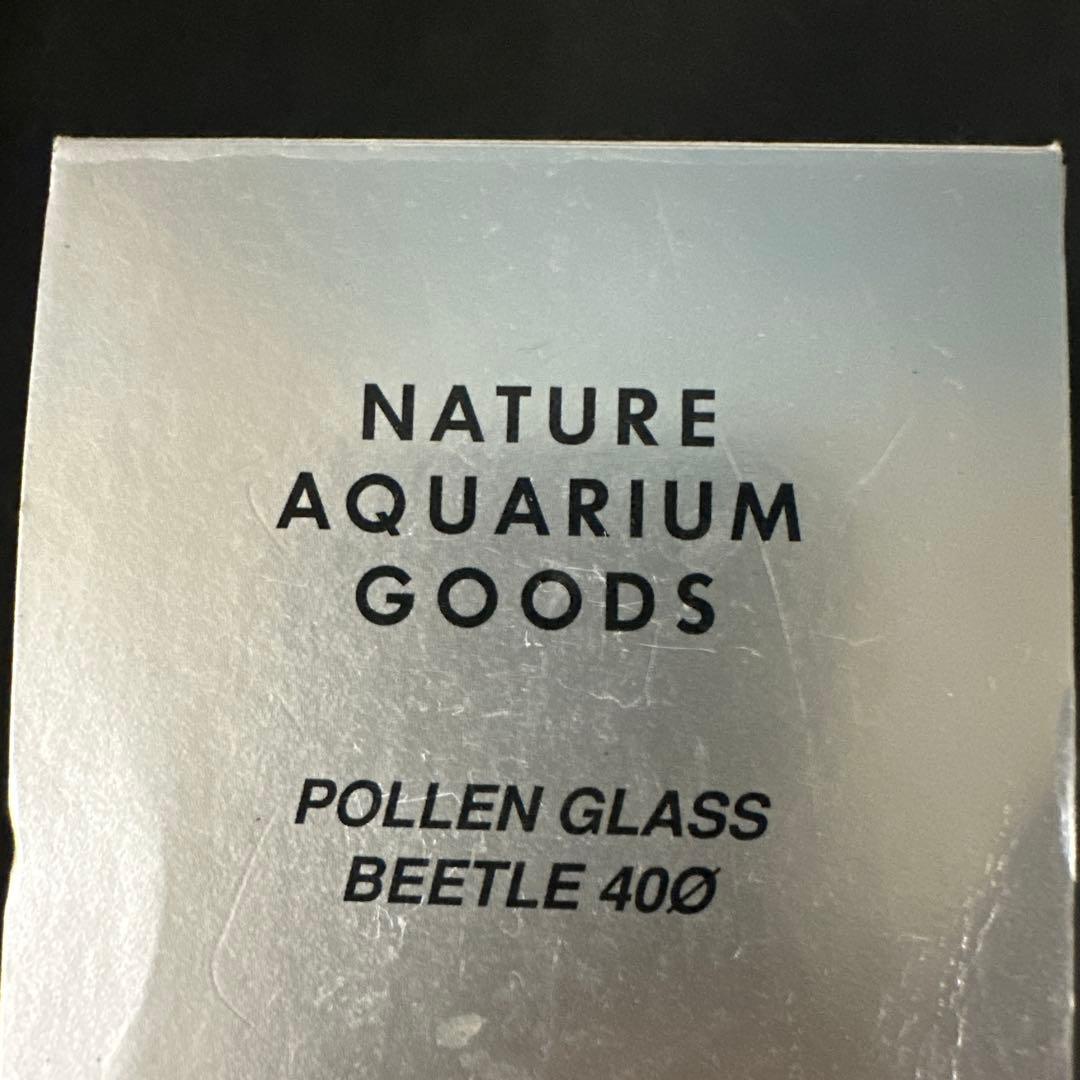 NATURE
AQUARIUM
GOODS
POLLEN GLASS
BEETLE 40Ø